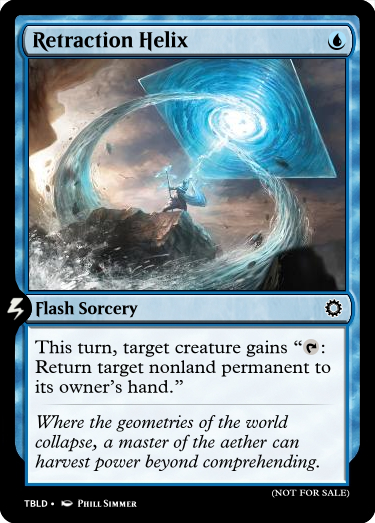 Retraction Helix
Flash Sorcery
This turn, target creature gains “:
Return target nonland permanent to
its owner’s hand.”
Where the geometries of the world
collapse, a master of the aether can
harvest power beyond comprehending.
TBLD • Phill Simmer
(NOT FOR SALE)